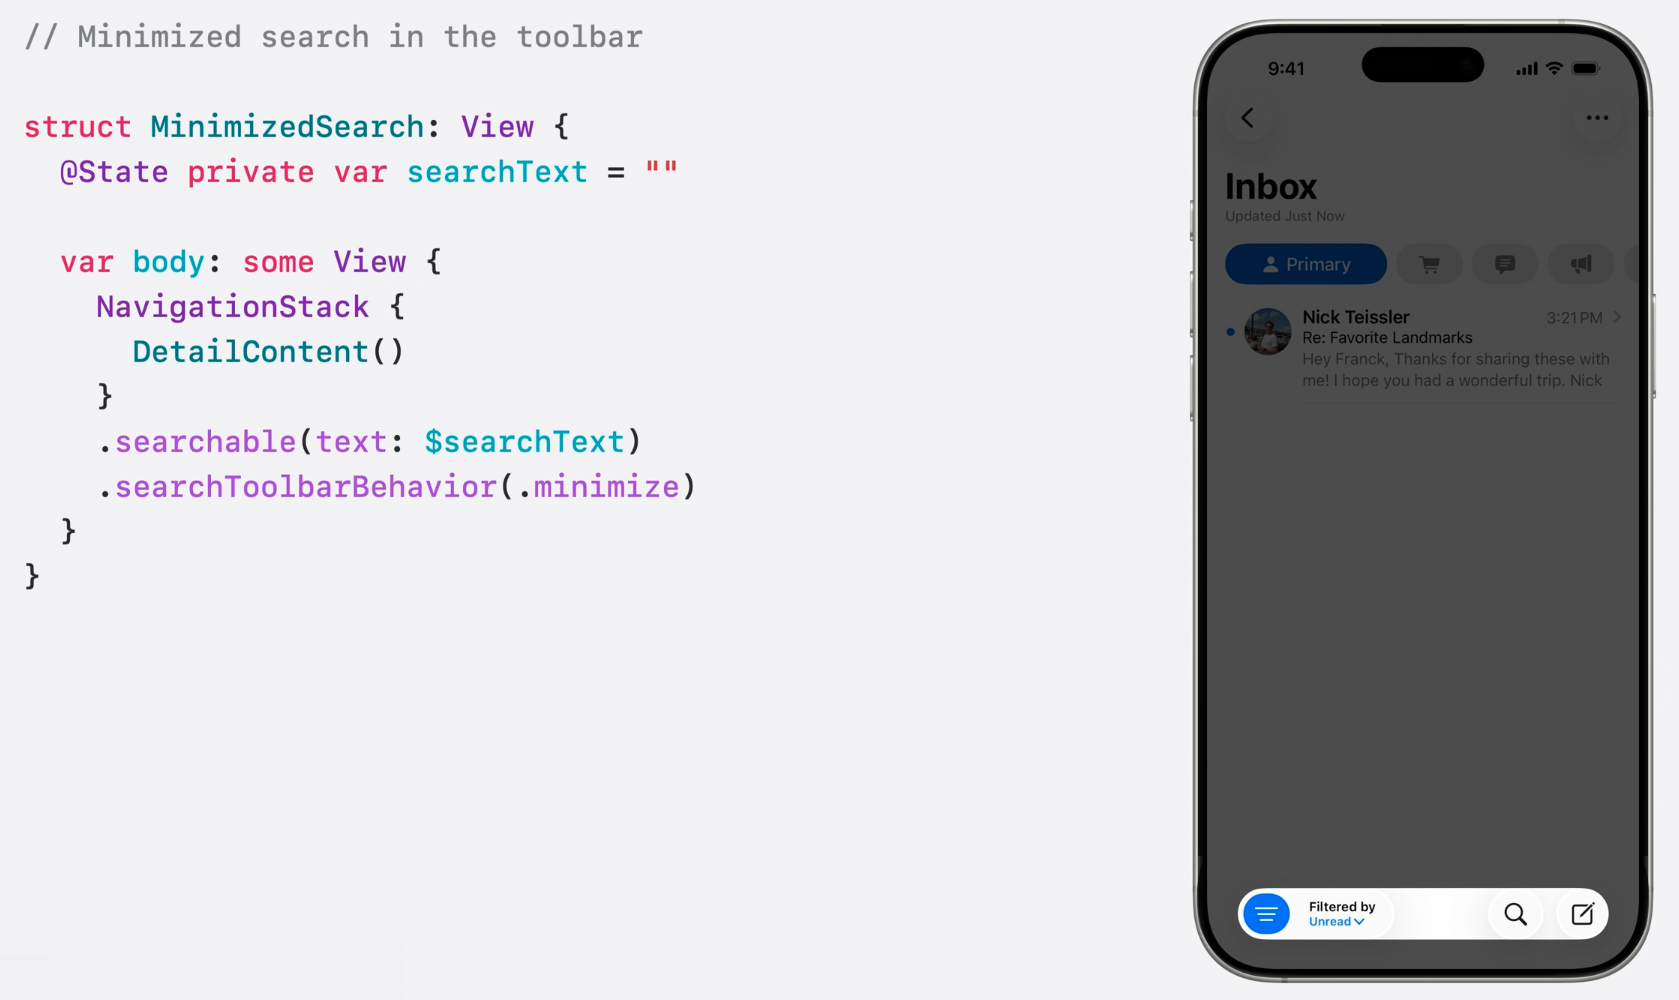 // Minimized search in the toolbar
struct MinimizedSearch: View {
@State private var searchText = ""
var body: some View {
NavigationStack {
DetailContent()
}
.searchable(text: $searchText)
.searchToolbarBehavior(.minimize)
}
}
9:41
Inbox
Updated Just Now
Primary
Nick Teissler 3:21 PM
Re: Favorite Landmarks
Hey Franck, Thanks for sharing these with
me! I hope you had a wonderful trip. Nick
Filtered by
Unread